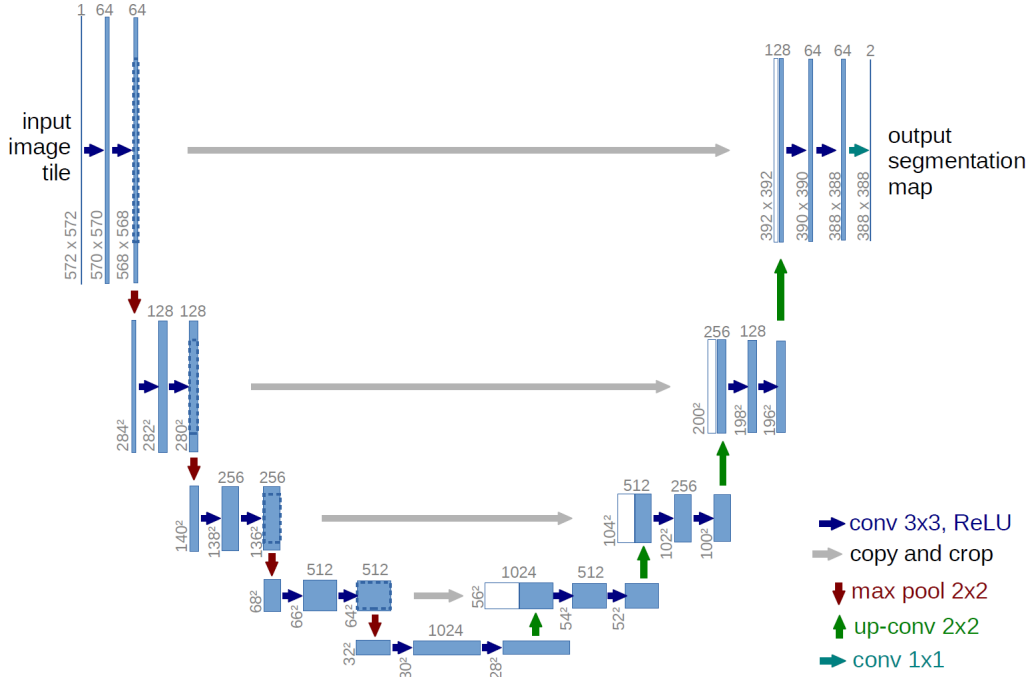 1 64 64
input
image
tile
572 x 572
570 x 570
568 x 568
128 64 64 2
output
segmentation
map
392 x 392
390 x 390
388 x 388
388 x 388
128 128
284²
282²
280²
256 128
200²
198²
196²
256 256
140²
138²
136²
512 256
104²
102²
100²
512 512
68²
66²
64²
1024 512
56²
54²
52²
1024
32²
30²
28²
conv 3x3, ReLU
copy and crop
max pool 2x2
up-conv 2x2
conv 1x1